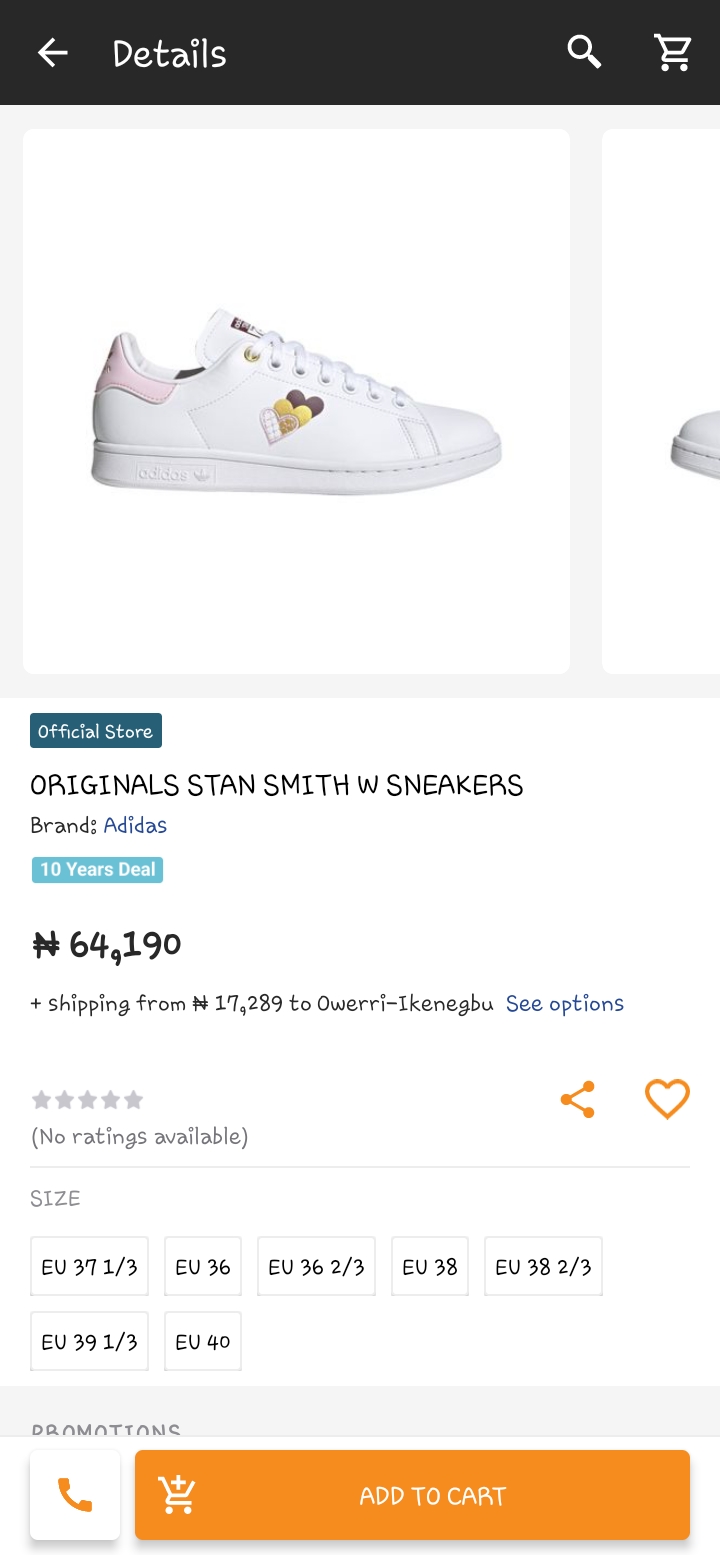 Details
adidas
Official Store
ORIGINALS STAN SMITH W SNEAKERS
Brand: Adidas
10 Years Deal
₦ 64,190
+ shipping from ₦ 17,289 to Owerri-Ikenegbu See options
(No ratings available)
SIZE
EU 37 1/3 EU 36 EU 36 2/3 EU 38 EU 38 2/3
EU 39 1/3 EU 40
PROMOTIONS
ADD TO CART